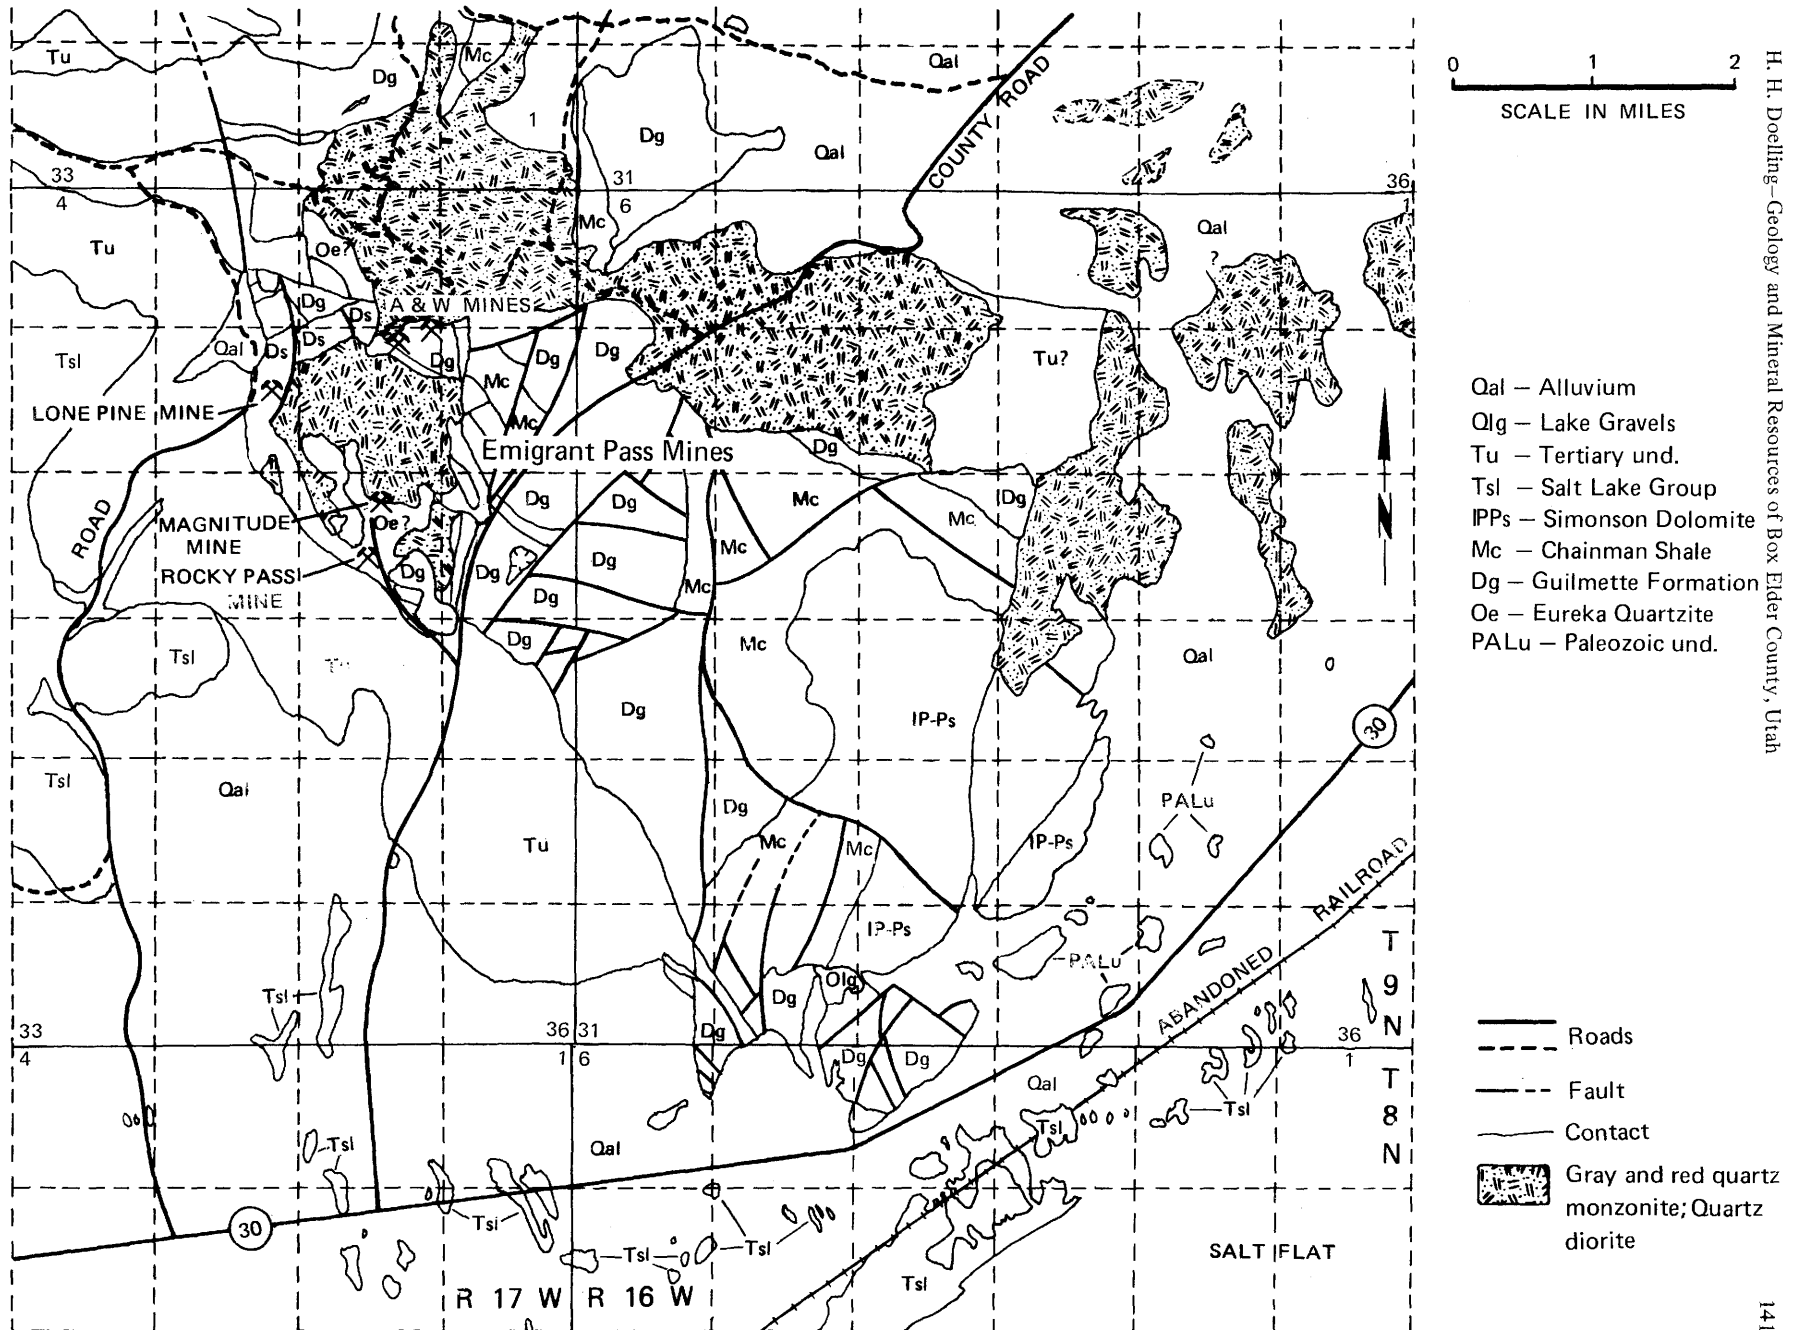 Tu
Dg
Mc
Qal
COUNTY ROAD
1
Dg
Qal
33
31
36
4
6
1
Tu
Oe?
Mc
Qal
?
Dg
Ds
A & W MINES
Tsl
Qal
Ds
Ds
Dg
Dg
Dg
Tu?
Mc
LONE PINE MINE
Mc
Emigrant Pass Mines
Dg
ROAD
Dg
Dg
Mc
Dg
MAGNITUDE
MINE
Oe?
Mc
Mc
ROCKY PASS
MINE
Dg
Dg
Dg
Mc
Dg
Dg
Mc
Tsl
Qal
Dg
IP-Ps
30
Tsl
Qal
Dg
PALu
Tu
Mc
Mc
IP-Ps
RAILROAD
IP-Ps
T
9
N
PALu
Tsl
Dg
Qlg
ABANDONED
33
36
31
Dg
36
4
1
6
Dg
Dg
1
T
8
N
Qal
Tsl
Tsl
Tsl
Qal
30
Tsl
Tsl
Tsl
Tsl
SALT FLAT
R 17 W
R 16 W
0 1 2
SCALE IN MILES
Qal – Alluvium
Qlg – Lake Gravels
Tu – Tertiary und.
Tsl – Salt Lake Group
IPPs – Simonson Dolomite
Mc – Chainman Shale
Dg – Guilmette Formation
Oe – Eureka Quartzite
PALu – Paleozoic und.
N
Roads
Fault
Contact
Gray and red quartz
monzonite; Quartz
diorite
H. H. Doelling—Geology and Mineral Resources of Box Elder County, Utah
141